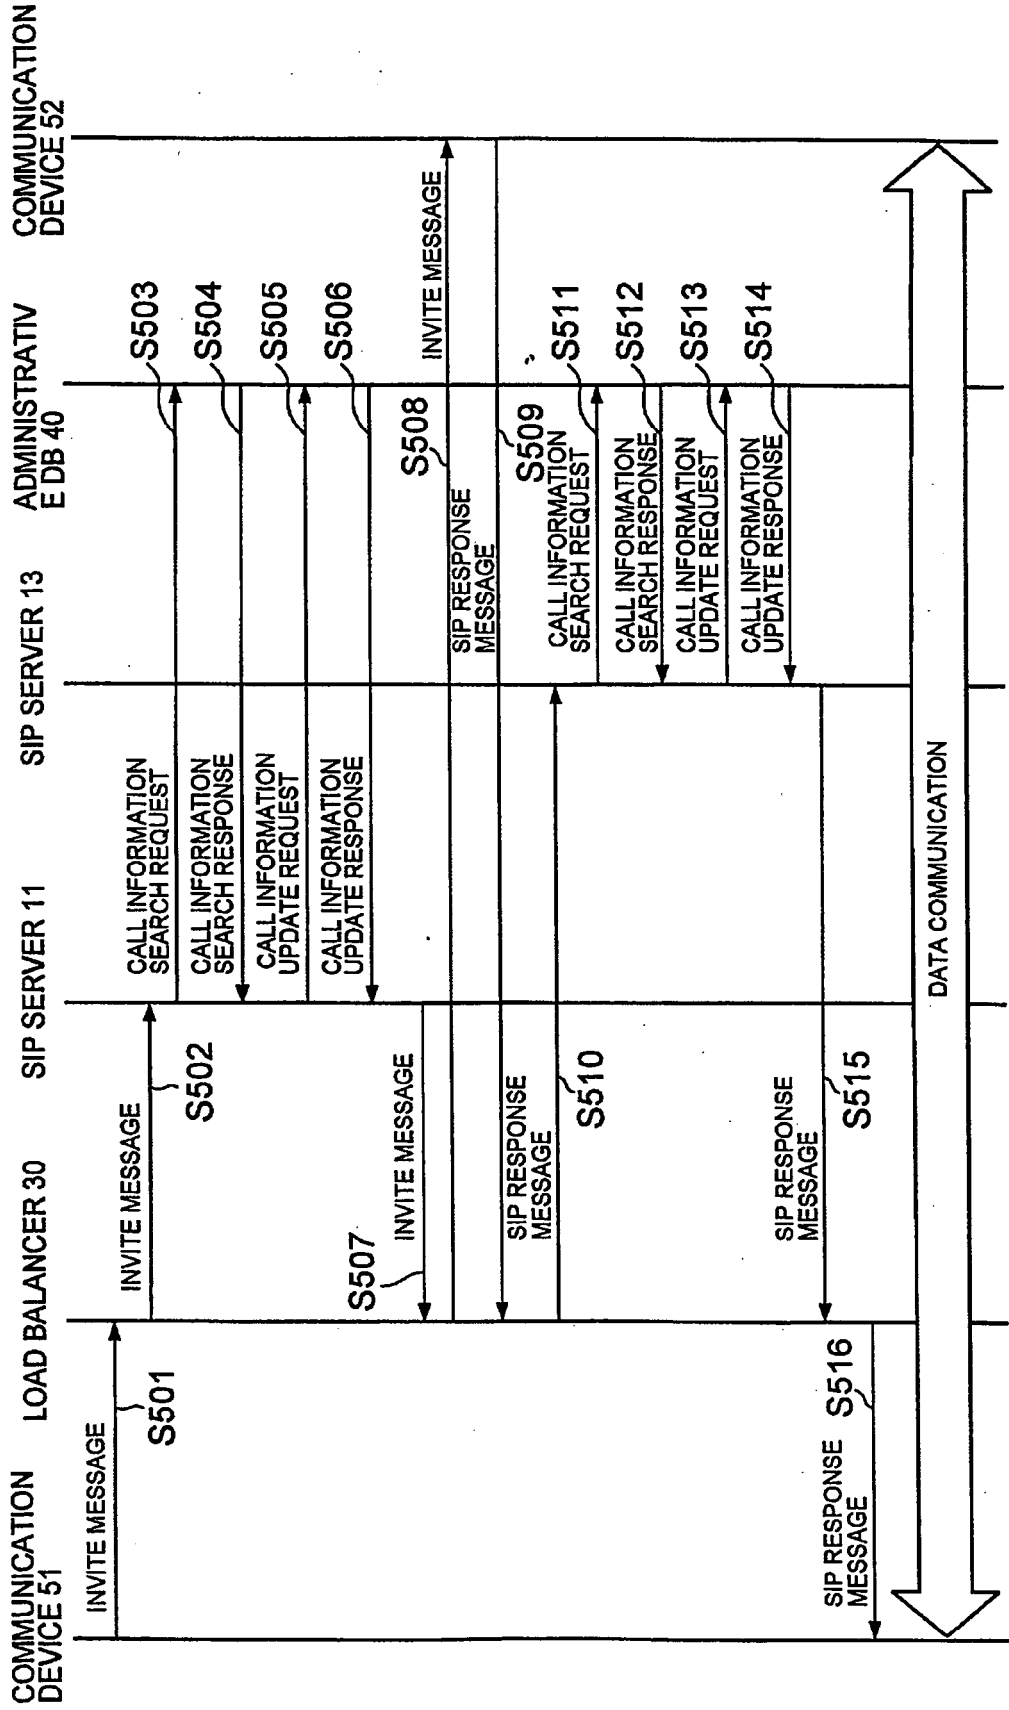 COMMUNICATION
DEVICE 51
LOAD BALANCER 30
SIP SERVER 11
SIP SERVER 13
ADMINISTRATIV
E DB 40
COMMUNICATION
DEVICE 52
INVITE MESSAGE
S501
INVITE MESSAGE
S502
CALL INFORMATION
SEARCH REQUEST
S503
CALL INFORMATION
SEARCH RESPONSE
S504
CALL INFORMATION
UPDATE REQUEST
S505
CALL INFORMATION
UPDATE RESPONSE
S506
INVITE MESSAGE
S507
INVITE MESSAGE
S508
SIP RESPONSE
MESSAGE
S509
SIP RESPONSE
MESSAGE
S510
CALL INFORMATION
SEARCH REQUEST
S511
CALL INFORMATION
SEARCH RESPONSE
S512
CALL INFORMATION
UPDATE REQUEST
S513
CALL INFORMATION
UPDATE RESPONSE
S514
SIP RESPONSE
MESSAGE
S515
SIP RESPONSE
MESSAGE
S516
DATA COMMUNICATION